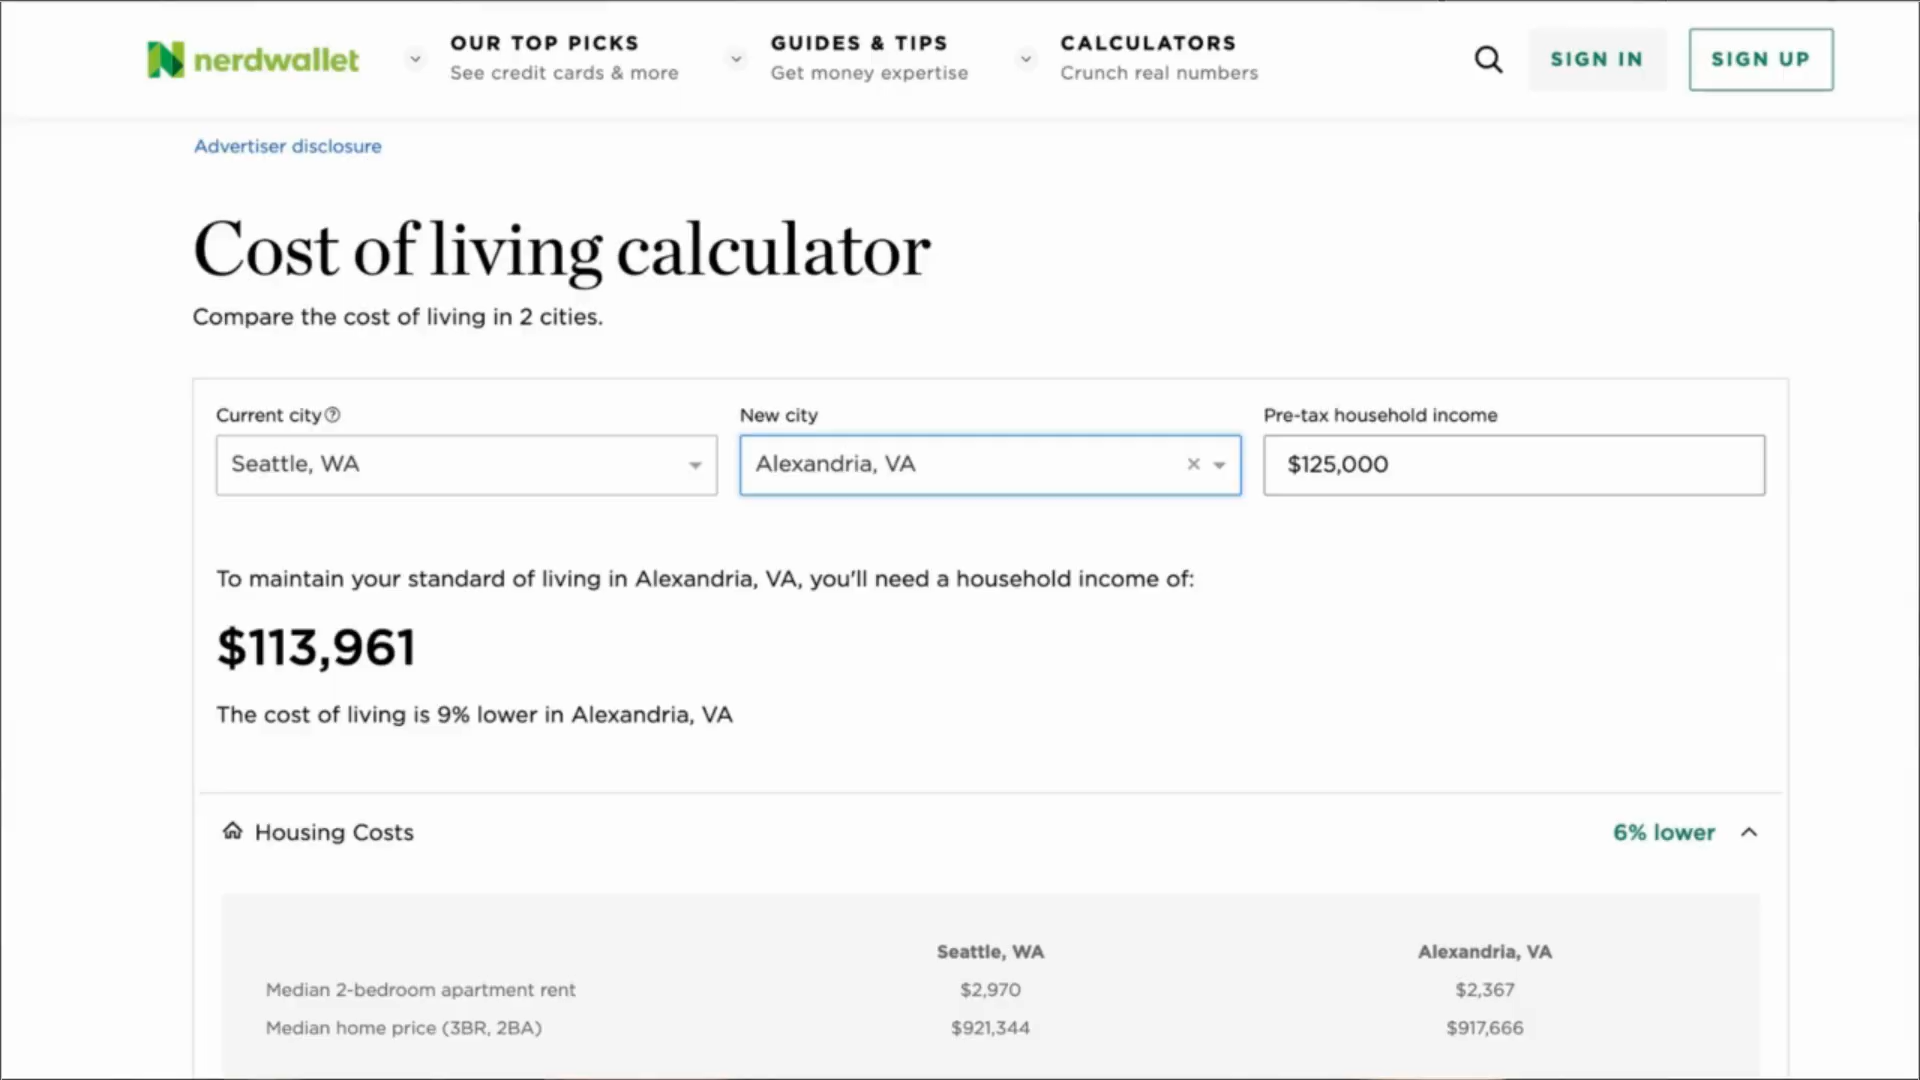 nerdwallet
OUR TOP PICKS
See credit cards & more
GUIDES & TIPS
Get money expertise
CALCULATORS
Crunch real numbers
SIGN IN
SIGN UP
Advertiser disclosure
Cost of living calculator
Compare the cost of living in 2 cities.
Current city
New city
Pre-tax household income
Seattle, WA
Alexandria, VA
$125,000
To maintain your standard of living in Alexandria, VA, you'll need a household income of:
$113,961
The cost of living is 9% lower in Alexandria, VA
Housing Costs
6% lower
Seattle, WA
Alexandria, VA
Median 2-bedroom apartment rent $2,970 $2,367
Median home price (3BR, 2BA) $921,344 $917,666